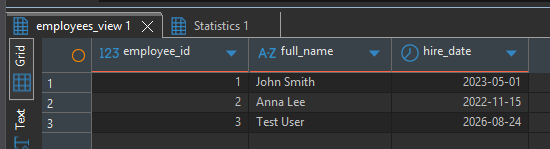 employees_view 1 Statistics 1
Grid 123 employee_id A-Z full_name hire_date
1 1 John Smith 2023-05-01
2 2 Anna Lee 2022-11-15
3 3 Test User 2026-08-24
Text